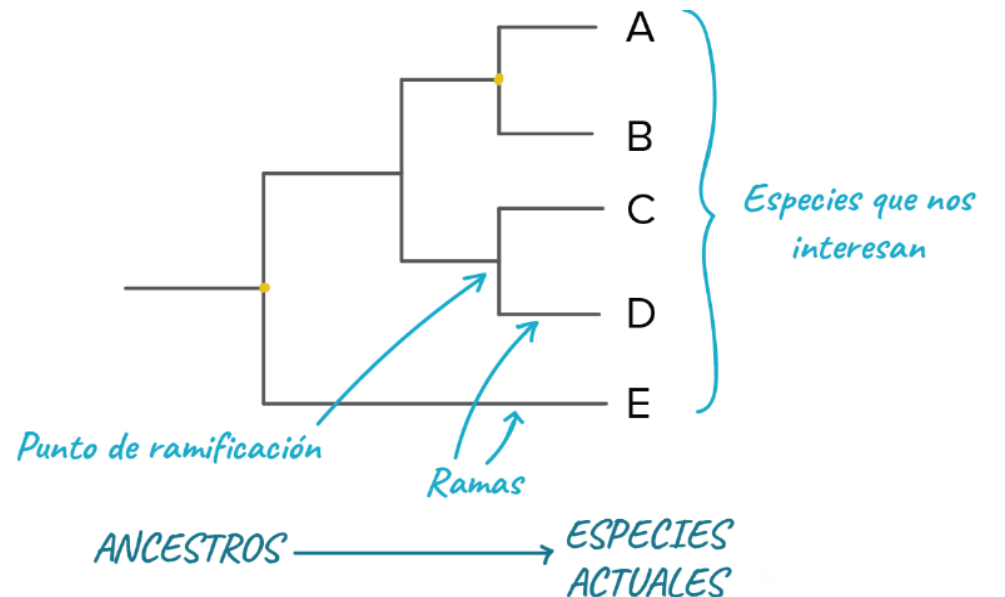 A
B
C
D
E
Especies que nos
interesan
Punto de ramificación
Ramas
ANCESTROS
ESPECIES
ACTUALES